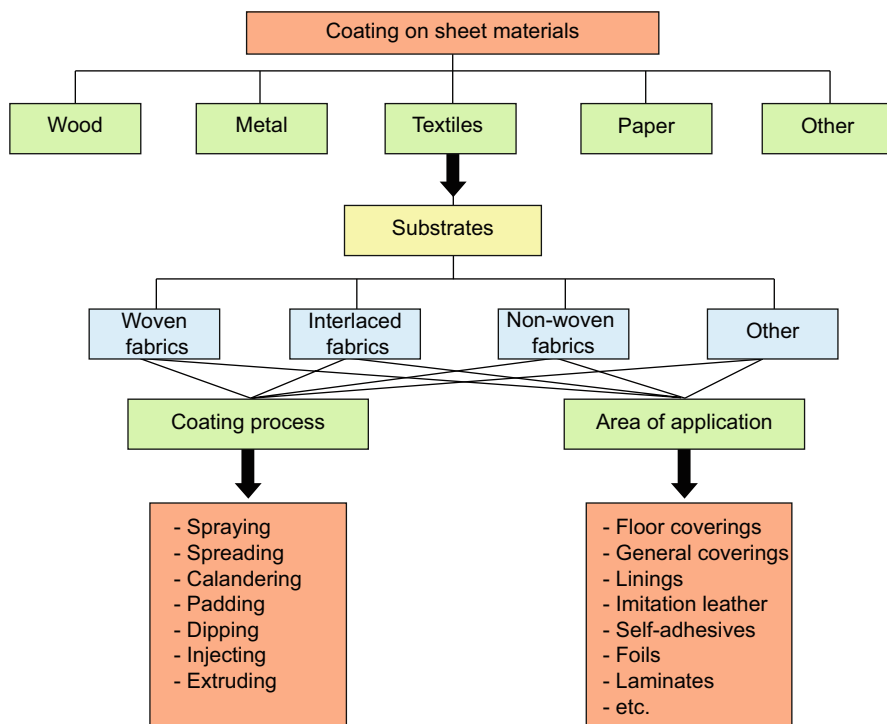 Coating on sheet materials
Wood
Metal
Textiles
Paper
Other
Substrates
Woven
fabrics
Interlaced
fabrics
Non-woven
fabrics
Other
Coating process
Area of application
- Spraying
- Spreading
- Calandering
- Padding
- Dipping
- Injecting
- Extruding
- Floor coverings
- General coverings
- Linings
- Imitation leather
- Self-adhesives
- Foils
- Laminates
- etc.